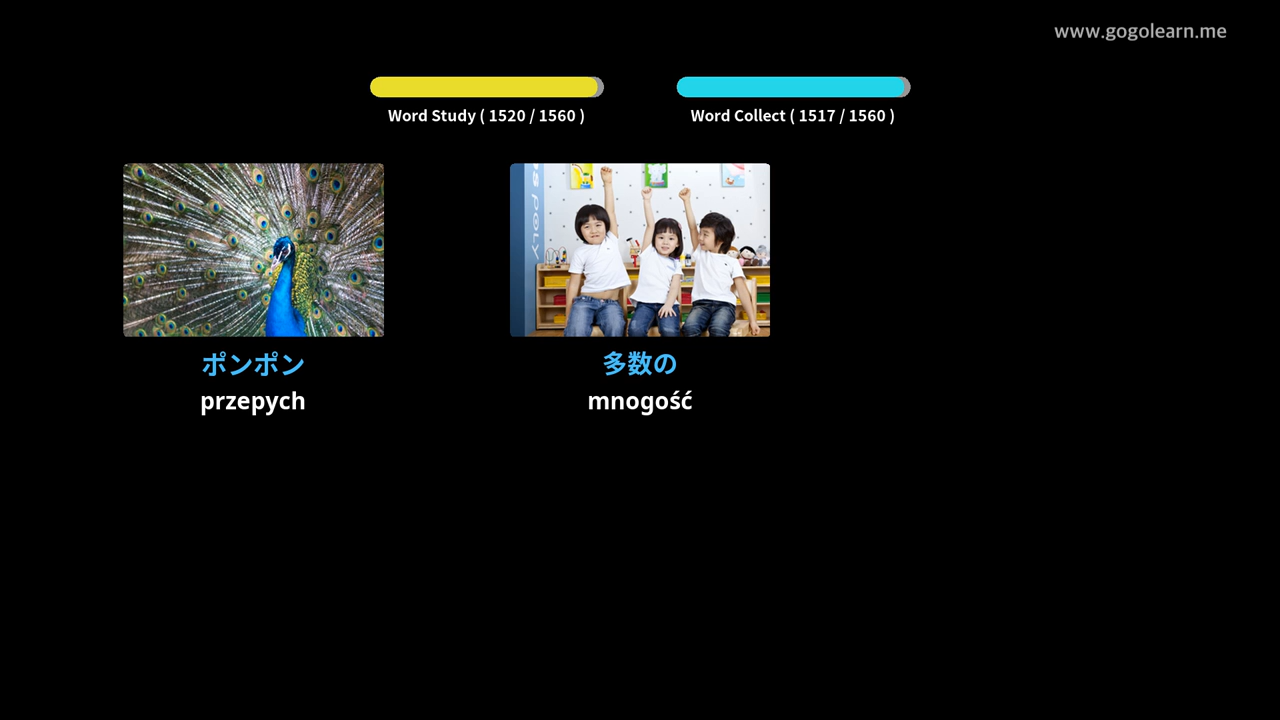 www.gogolearn.me
Word Study ( 1520 / 1560 )
Word Collect ( 1517 / 1560 )
ポンポン
przepych
多数の
mnogość